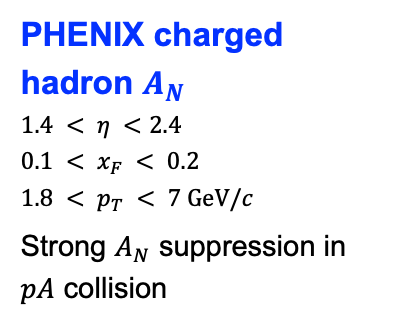 PHENIX charged
hadron A_N
1.4 < η < 2.4
0.1 < x_F < 0.2
1.8 < p_T < 7 GeV/c
Strong A_N suppression in
pA collision